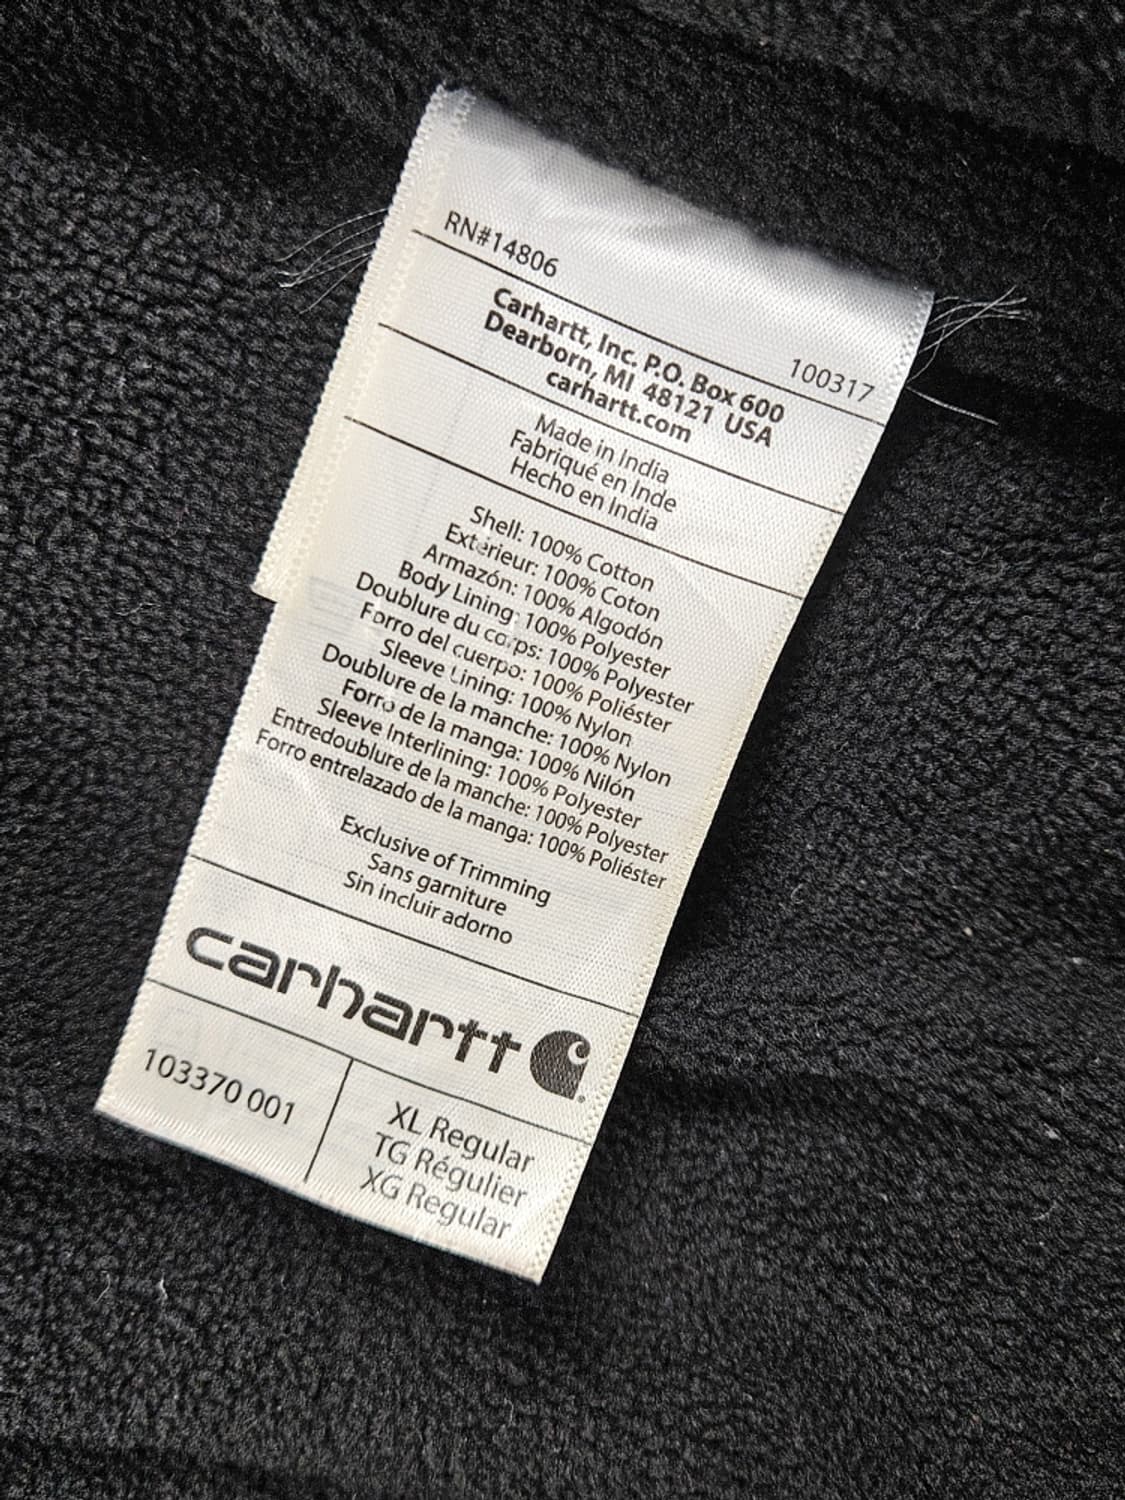 RN#14806
100317
Carhartt, Inc. P.O. Box 600
Dearborn, MI 48121 USA
carhartt.com
Made in India
Fabriqué en Inde
Hecho en India
Shell: 100% Cotton
Extérieur: 100% Coton
Armazón: 100% Algodón
Body Lining: 100% Polyester
Doublure du corps: 100% Polyester
Forro del cuerpo: 100% Poliéster
Sleeve Lining: 100% Nylon
Doublure de la manche: 100% Nylon
Forro de la manga: 100% Nilón
Sleeve Interlining: 100% Polyester
Entredoublure de la manche: 100% Polyester
Forro entrelazado de la manga: 100% Poliéster
Exclusive of Trimming
Sans garniture
Sin incluir adorno
carhartt
103370 001
XL Regular
TG Régulier
XG Regular